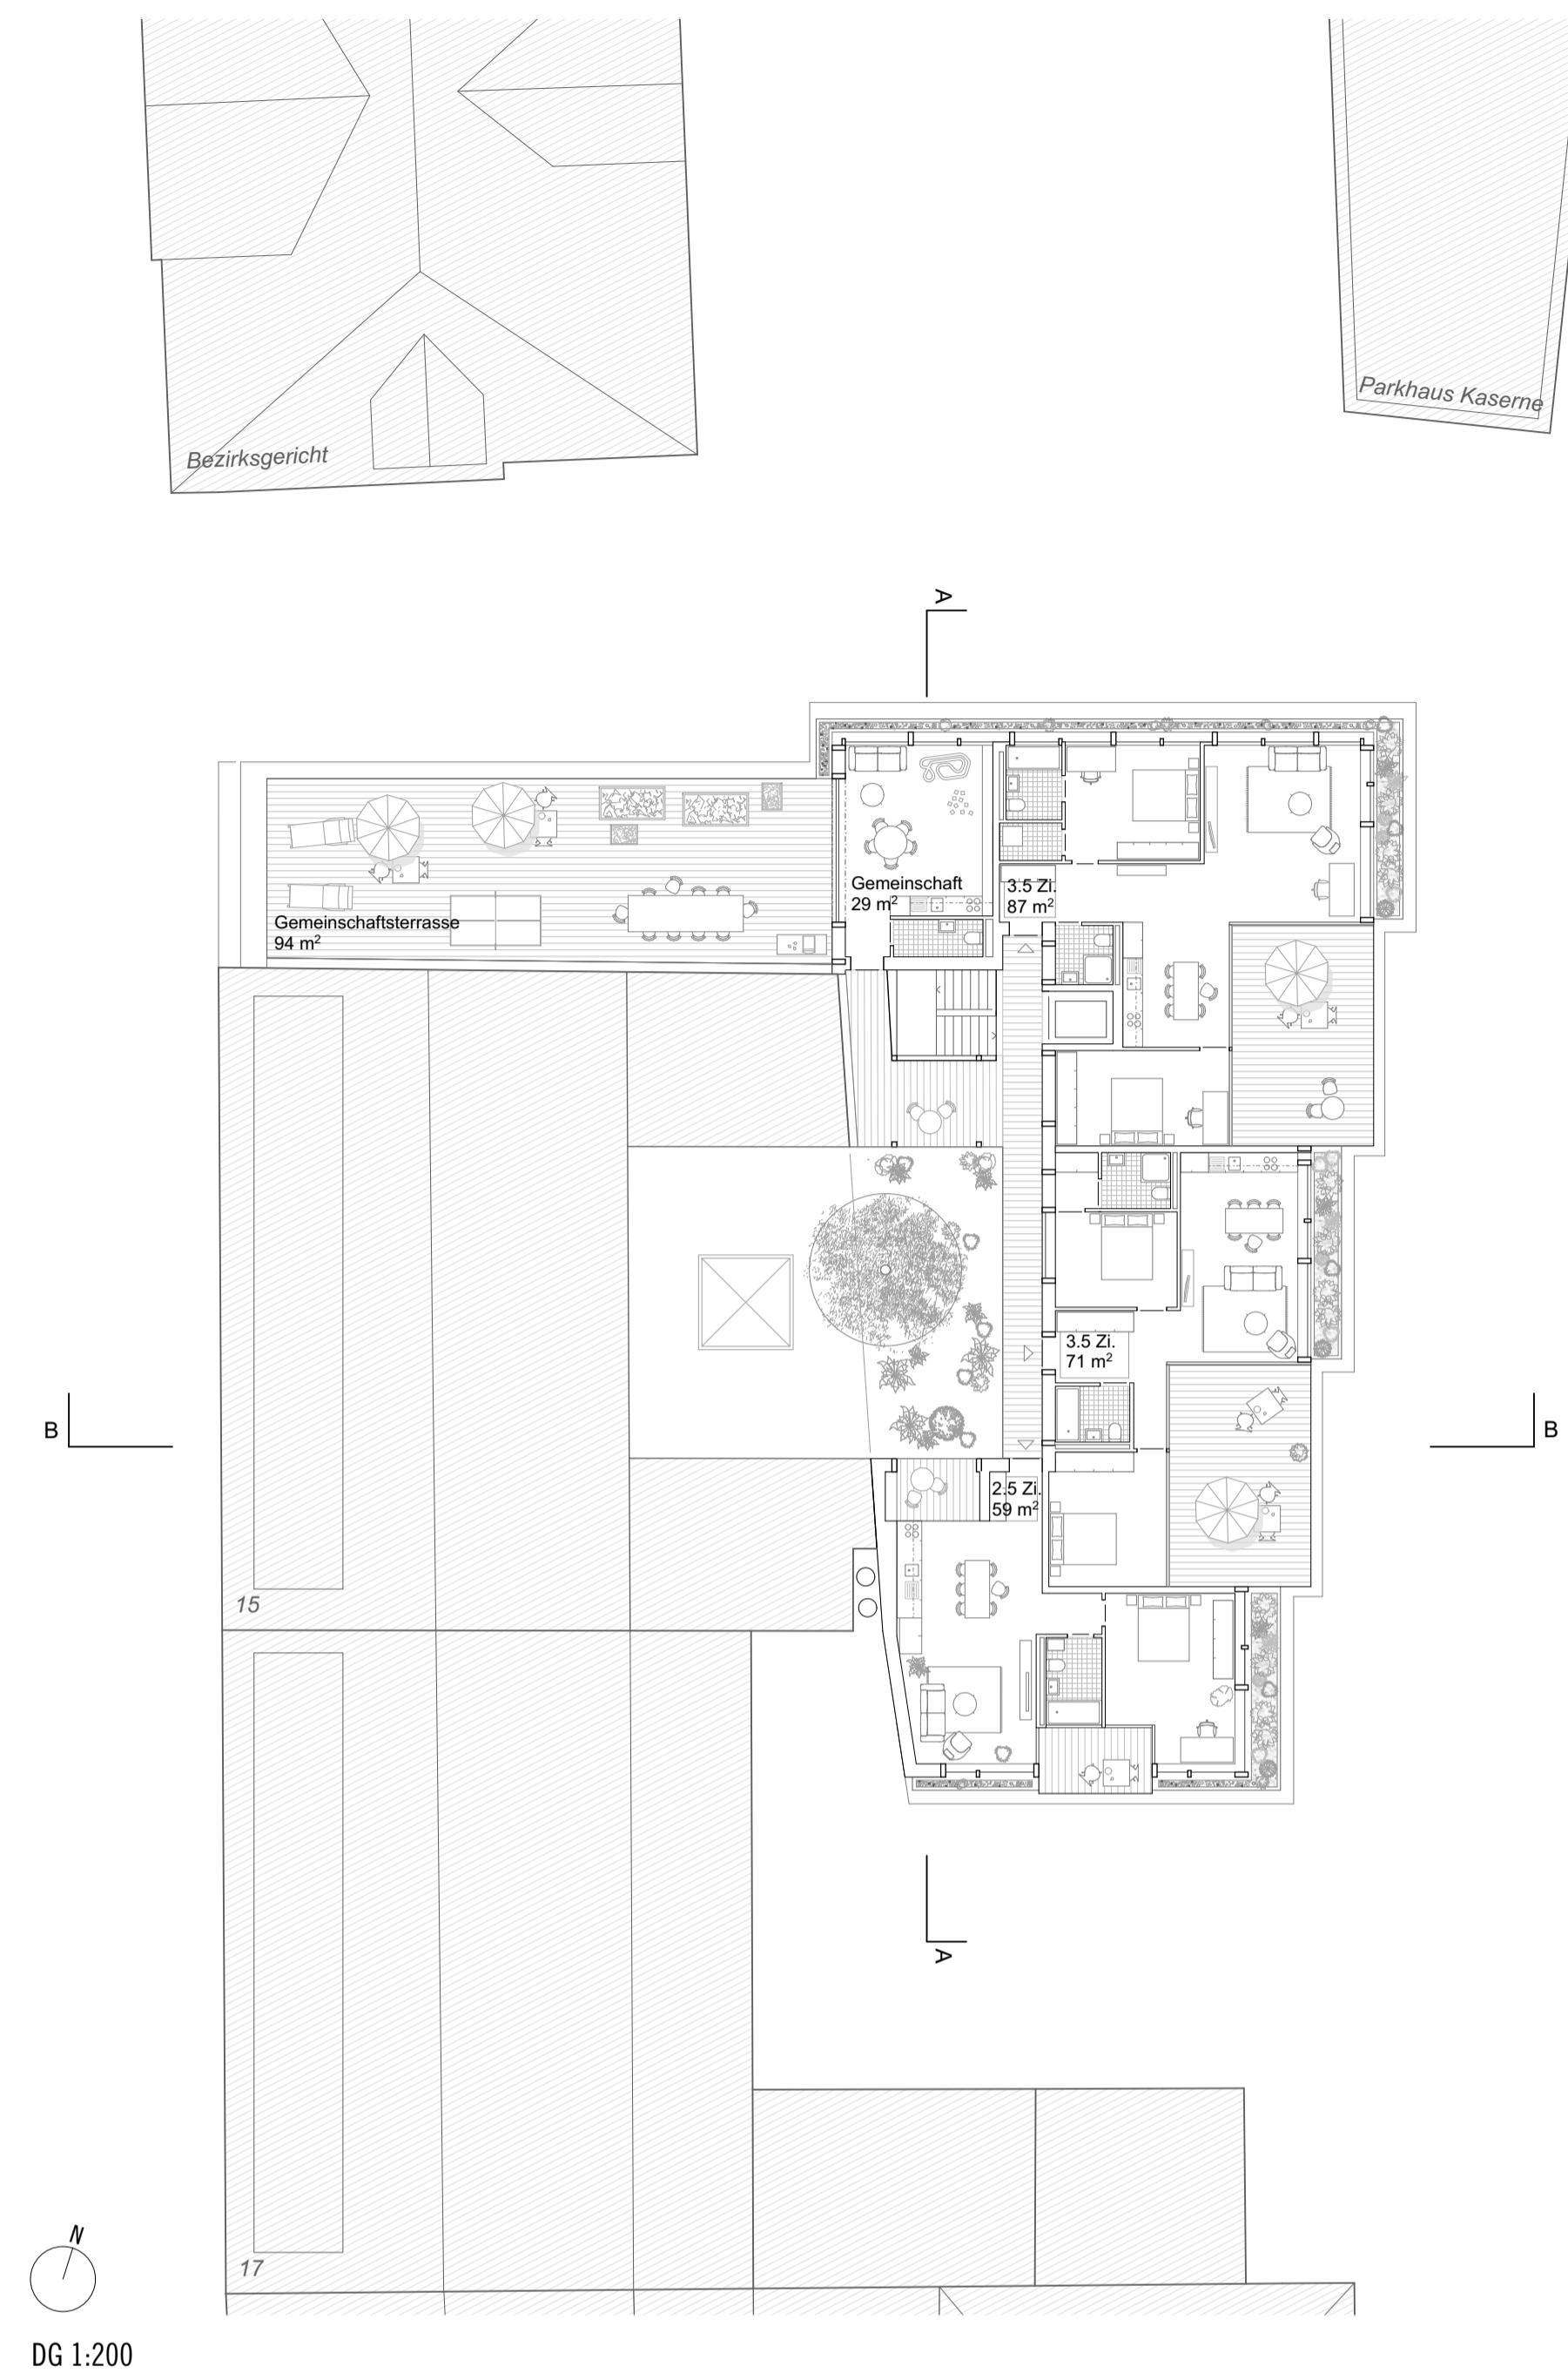 Parkhaus Kaserne
Bezirksgericht
A
Gemeinschaft
29 m²
3.5 Zi.
87 m²
Gemeinschaftsterrasse
94 m²
3.5 Zi.
71 m²
B
B
2.5 Zi.
59 m²
15
A
17
N
DG 1:200